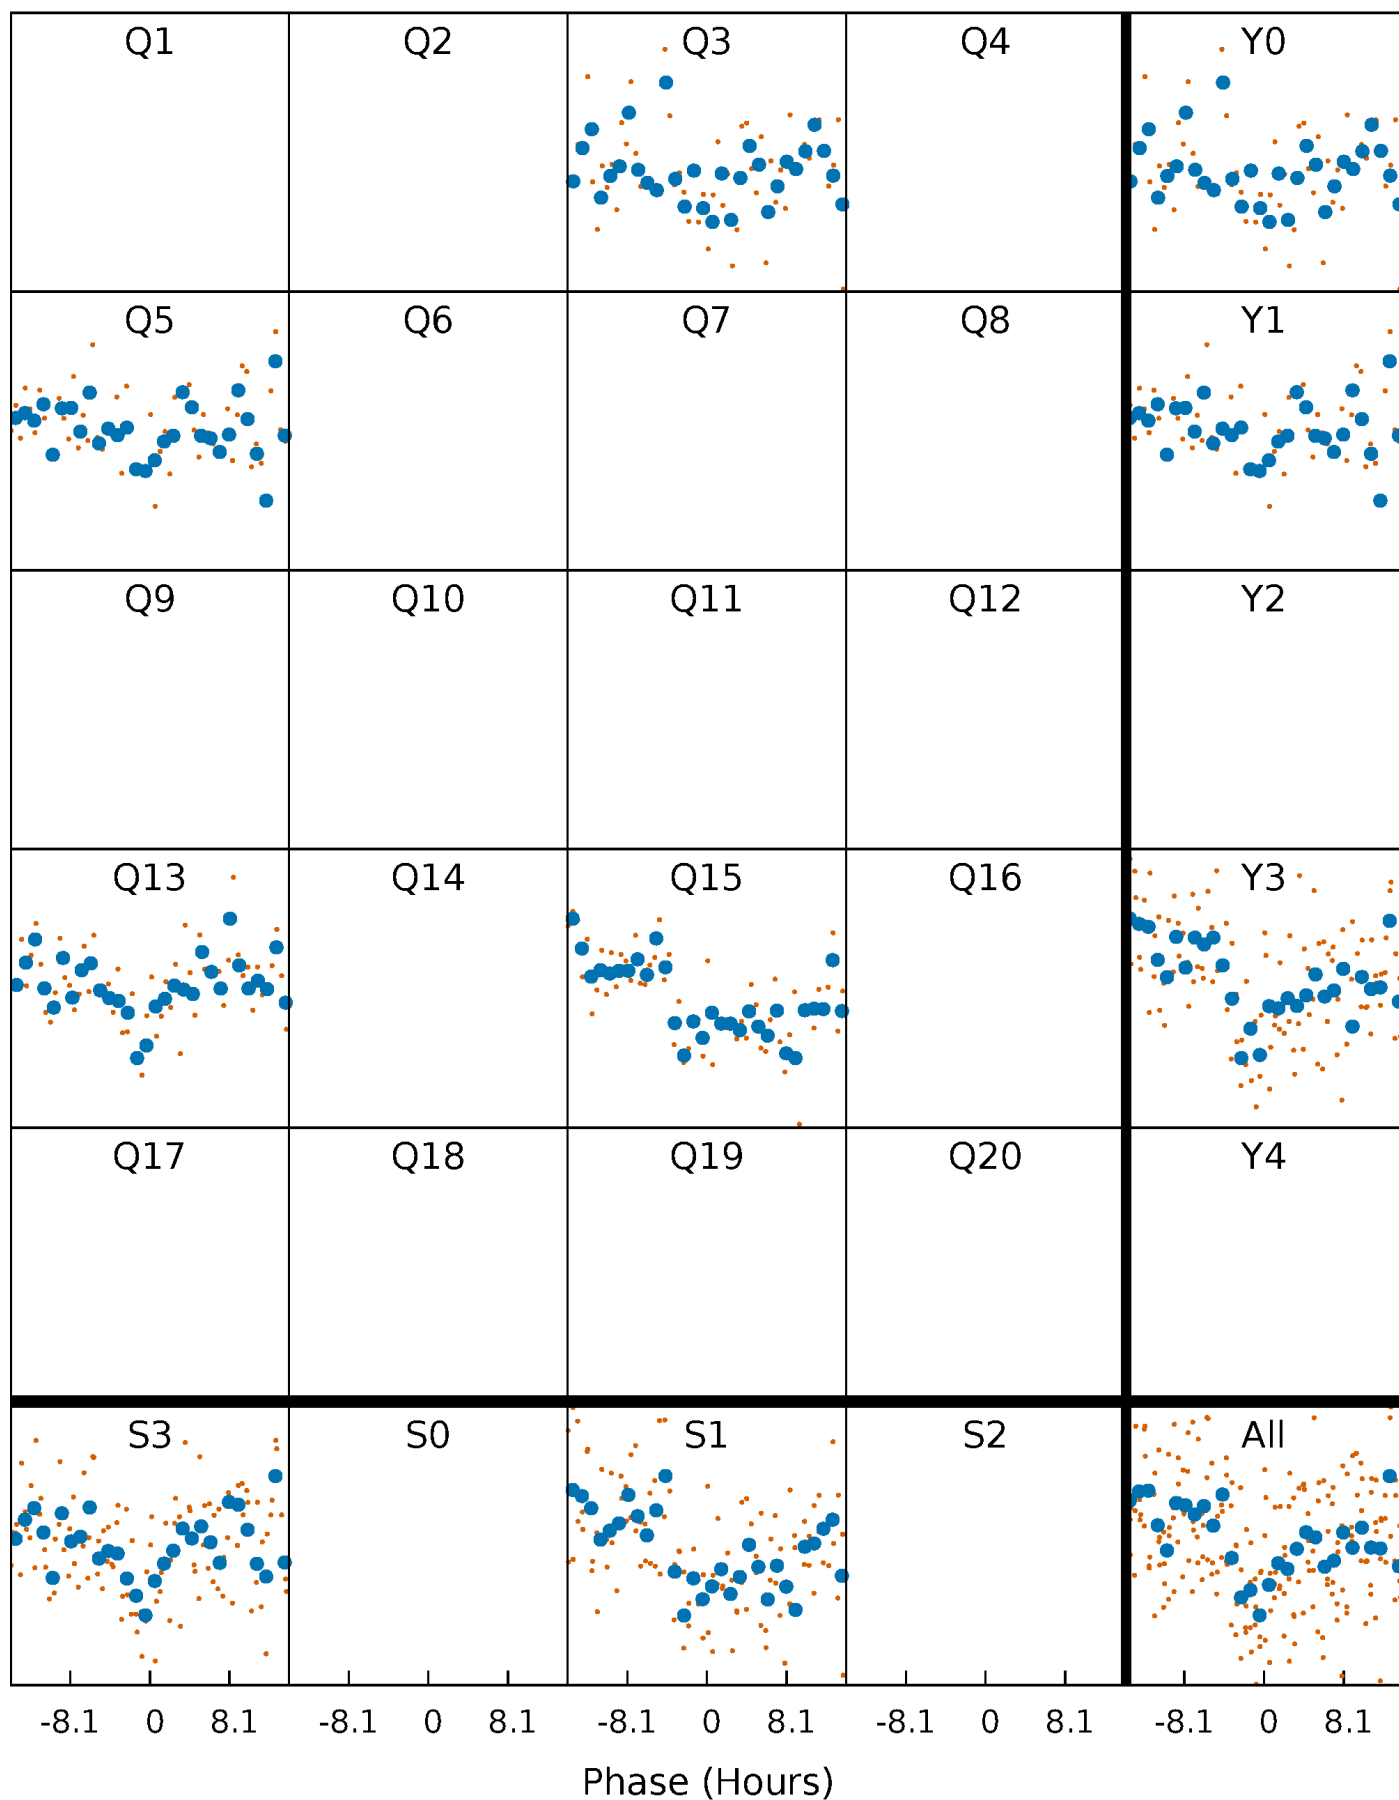 Q1 Q2 Q3 Q4 Y0
Q5 Q6 Q7 Q8 Y1
Q9 Q10 Q11 Q12 Y2
Q13 Q14 Q15 Q16 Y3
Q17 Q18 Q19 Q20 Y4
S3 S0 S1 S2 All
-8.1 0 8.1 -8.1 0 8.1 -8.1 0 8.1 -8.1 0 8.1 -8.1 0 8.1
Phase (Hours)